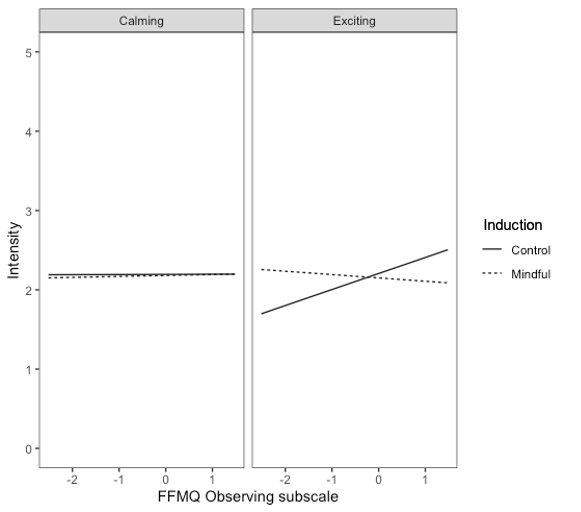 Calming
Exciting
5
4
3
2
1
0
Intensity
-2 -1 0 1
-2 -1 0 1
FFMQ Observing subscale
Induction
Control
Mindful